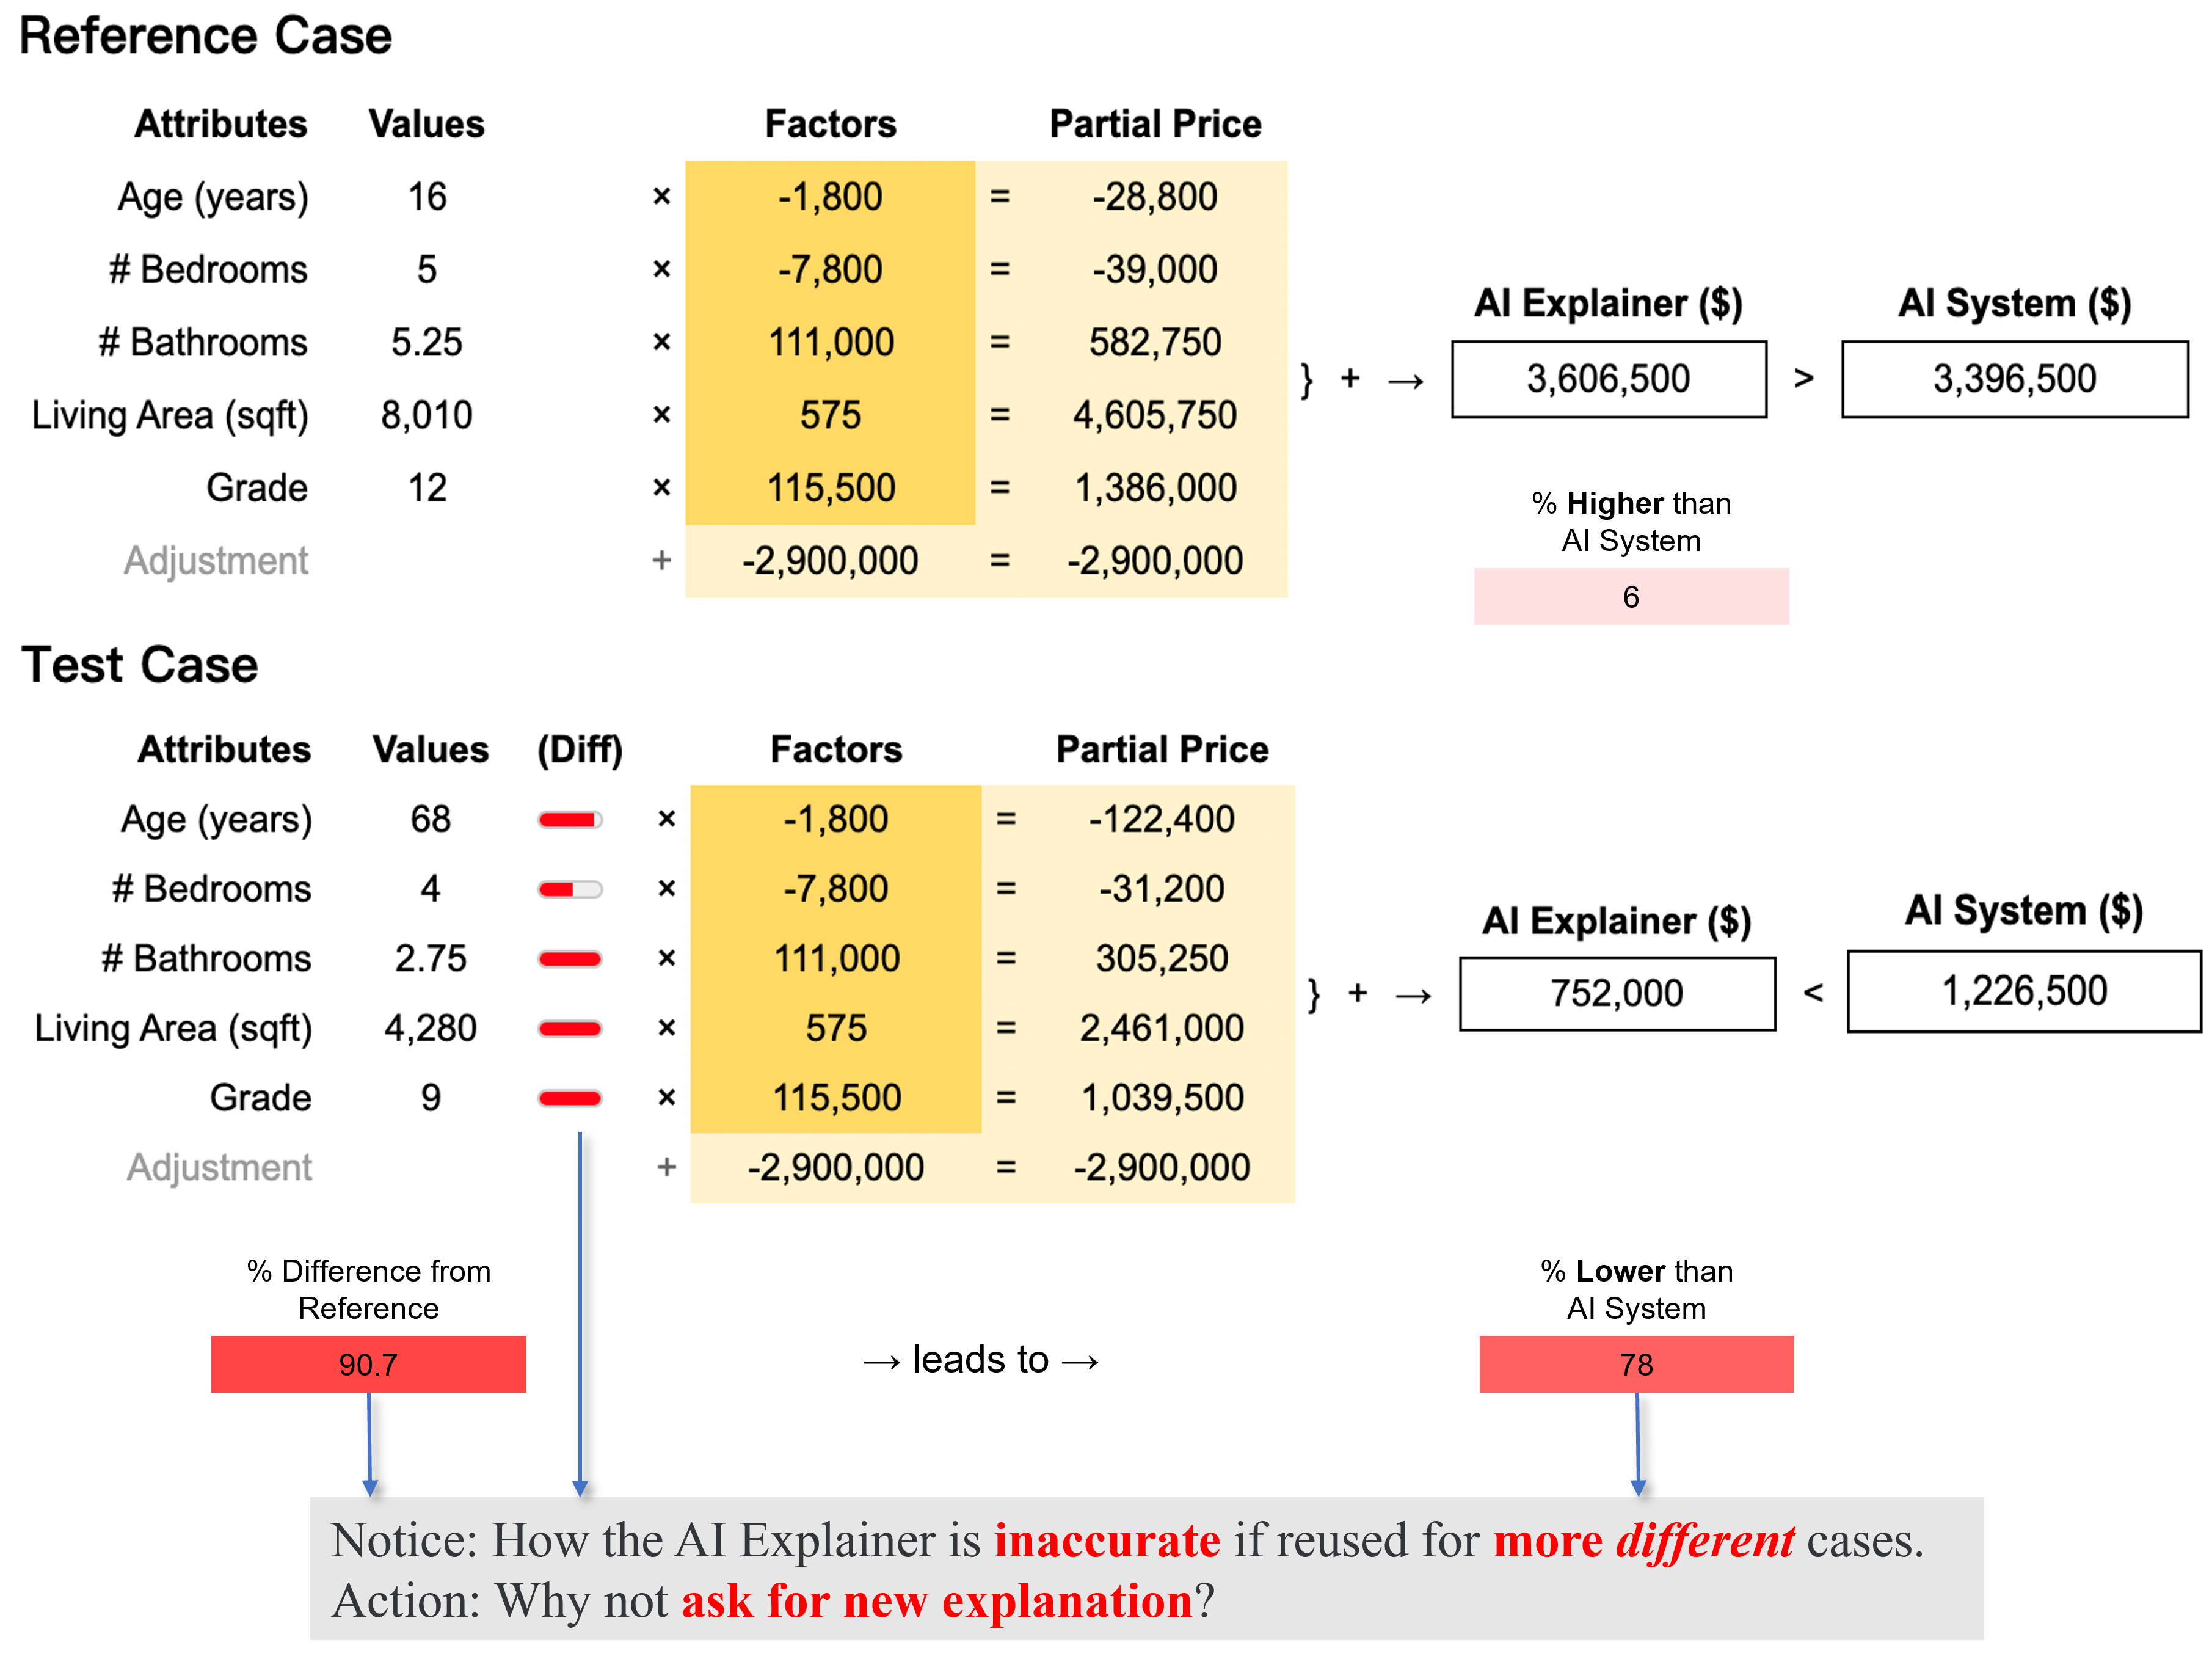 Reference Case
Attributes Values Factors Partial Price
Age (years) 16 × -1,800 = -28,800
# Bedrooms 5 × -7,800 = -39,000
# Bathrooms 5.25 × 111,000 = 582,750
Living Area (sqft) 8,010 × 575 = 4,605,750
Grade 12 × 115,500 = 1,386,000
Adjustment + -2,900,000 = -2,900,000
AI Explainer ($) AI System ($)
} + → 3,606,500 > 3,396,500
% Higher than
AI System
6
Test Case
Attributes Values (Diff) Factors Partial Price
Age (years) 68 × -1,800 = -122,400
# Bedrooms 4 × -7,800 = -31,200
# Bathrooms 2.75 × 111,000 = 305,250
Living Area (sqft) 4,280 × 575 = 2,461,000
Grade 9 × 115,500 = 1,039,500
Adjustment + -2,900,000 = -2,900,000
AI Explainer ($) AI System ($)
} + → 752,000 < 1,226,500
% Difference from
Reference
90.7
→ leads to →
% Lower than
AI System
78
Notice: How the AI Explainer is inaccurate if reused for more different cases.
Action: Why not ask for new explanation?